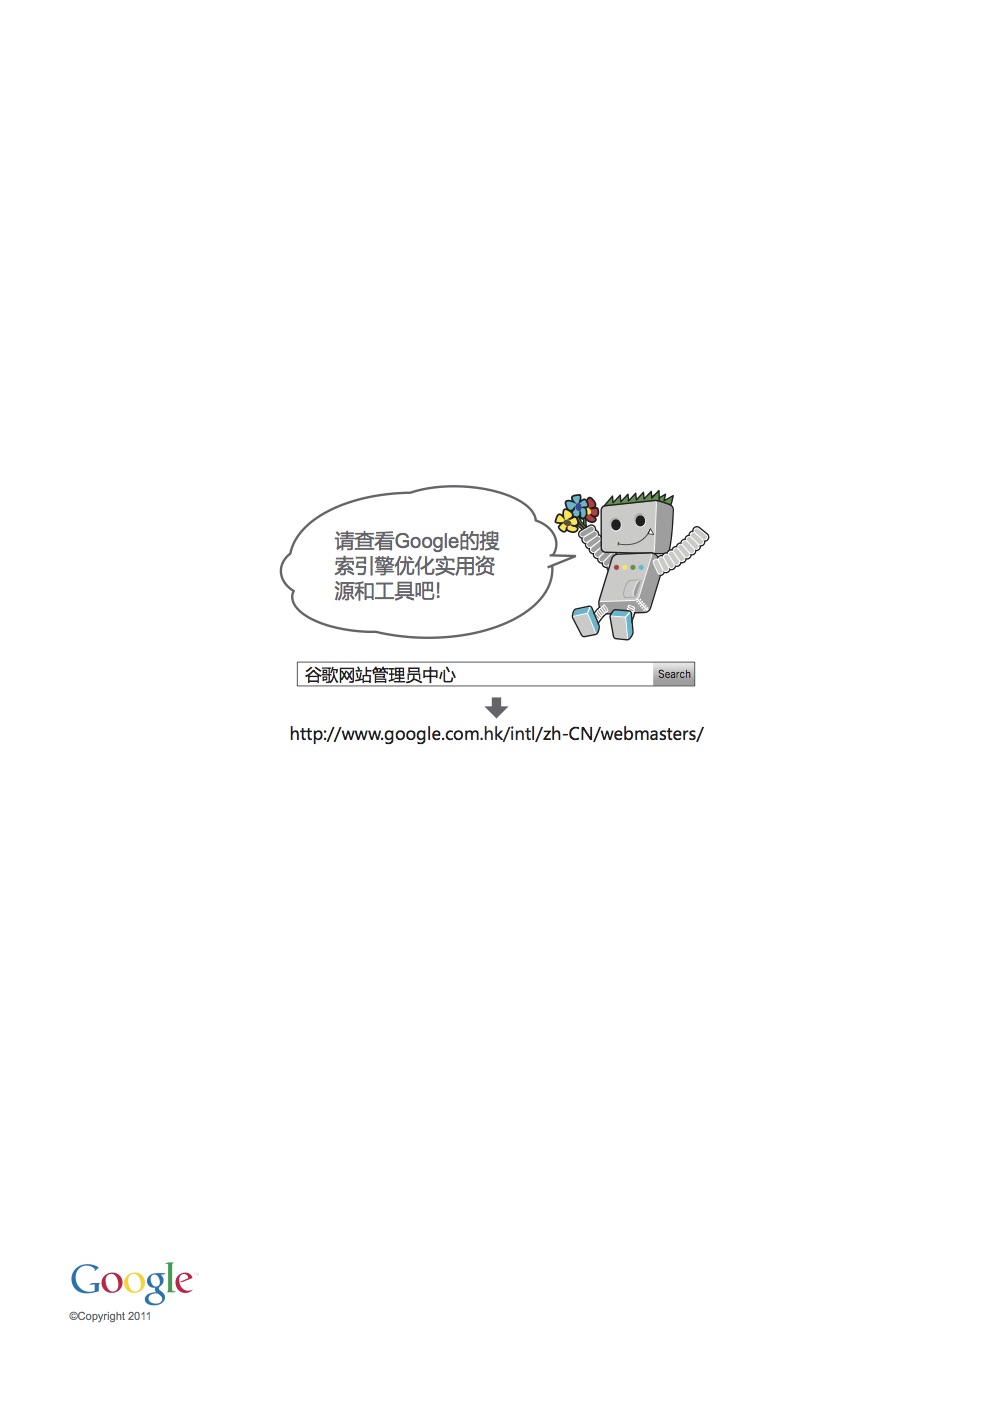 请查看Google的搜
索引擎优化实用资
源和工具吧!
谷歌网站管理员中心 Search
http://www.google.com.hk/intl/zh-CN/webmasters/
Google™
©Copyright 2011